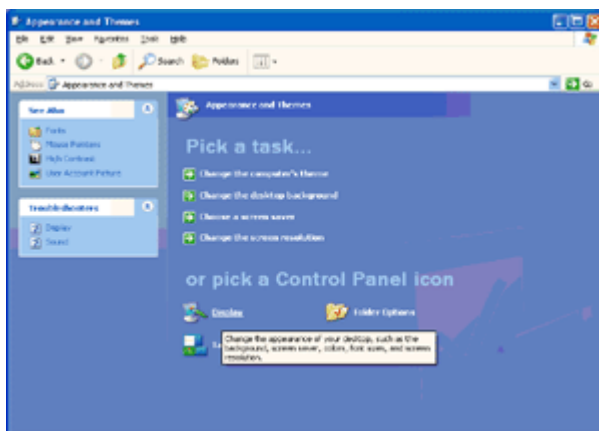 Appearance and Themes
File Edit View Favorites Tools Help
Back Search Folders
Address Appearance and Themes Go
See Also
Fonts
Mouse Pointers
High Contrast
User Account Picture
Troubleshooters
Display
Sound
Appearance and Themes
Pick a task...
Change the computer's theme
Change the desktop background
Choose a screen saver
Change the screen resolution
or pick a Control Panel icon
Display Folder Options
Change the appearance of your desktop, such as the
background, screen saver, colors, font sizes, and screen
resolution.